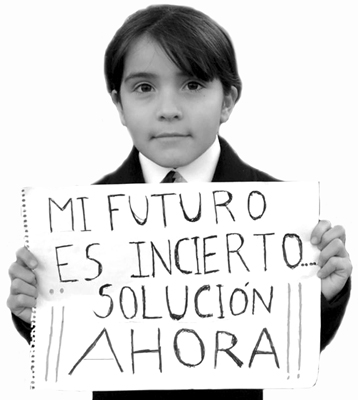 MI FUTURO
ES INCIERTO...
SOLUCIÓN
¡¡AHORA!!